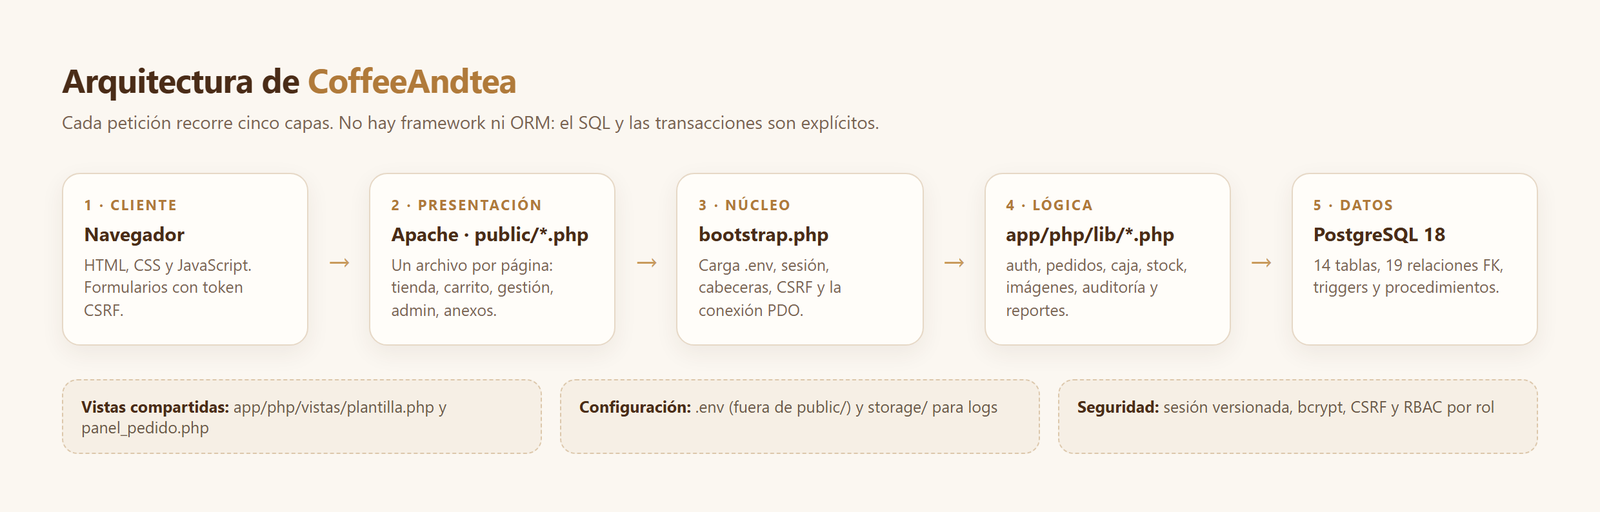 Arquitectura de CoffeeAndtea
Cada petición recorre cinco capas. No hay framework ni ORM: el SQL y las transacciones son explícitos.
1 · CLIENTE
Navegador
HTML, CSS y JavaScript.
Formularios con token
CSRF.
→
2 · PRESENTACIÓN
Apache · public/*.php
Un archivo por página:
tienda, carrito, gestión,
admin, anexos.
→
3 · NÚCLEO
bootstrap.php
Carga .env, sesión,
cabeceras, CSRF y la
conexión PDO.
→
4 · LÓGICA
app/php/lib/*.php
auth, pedidos, caja, stock,
imágenes, auditoría y
reportes.
→
5 · DATOS
PostgreSQL 18
14 tablas, 19 relaciones FK,
triggers y procedimientos.
Vistas compartidas: app/php/vistas/plantilla.php y
panel_pedido.php
Configuración: .env (fuera de public/) y storage/ para logs
Seguridad: sesión versionada, bcrypt, CSRF y RBAC por rol